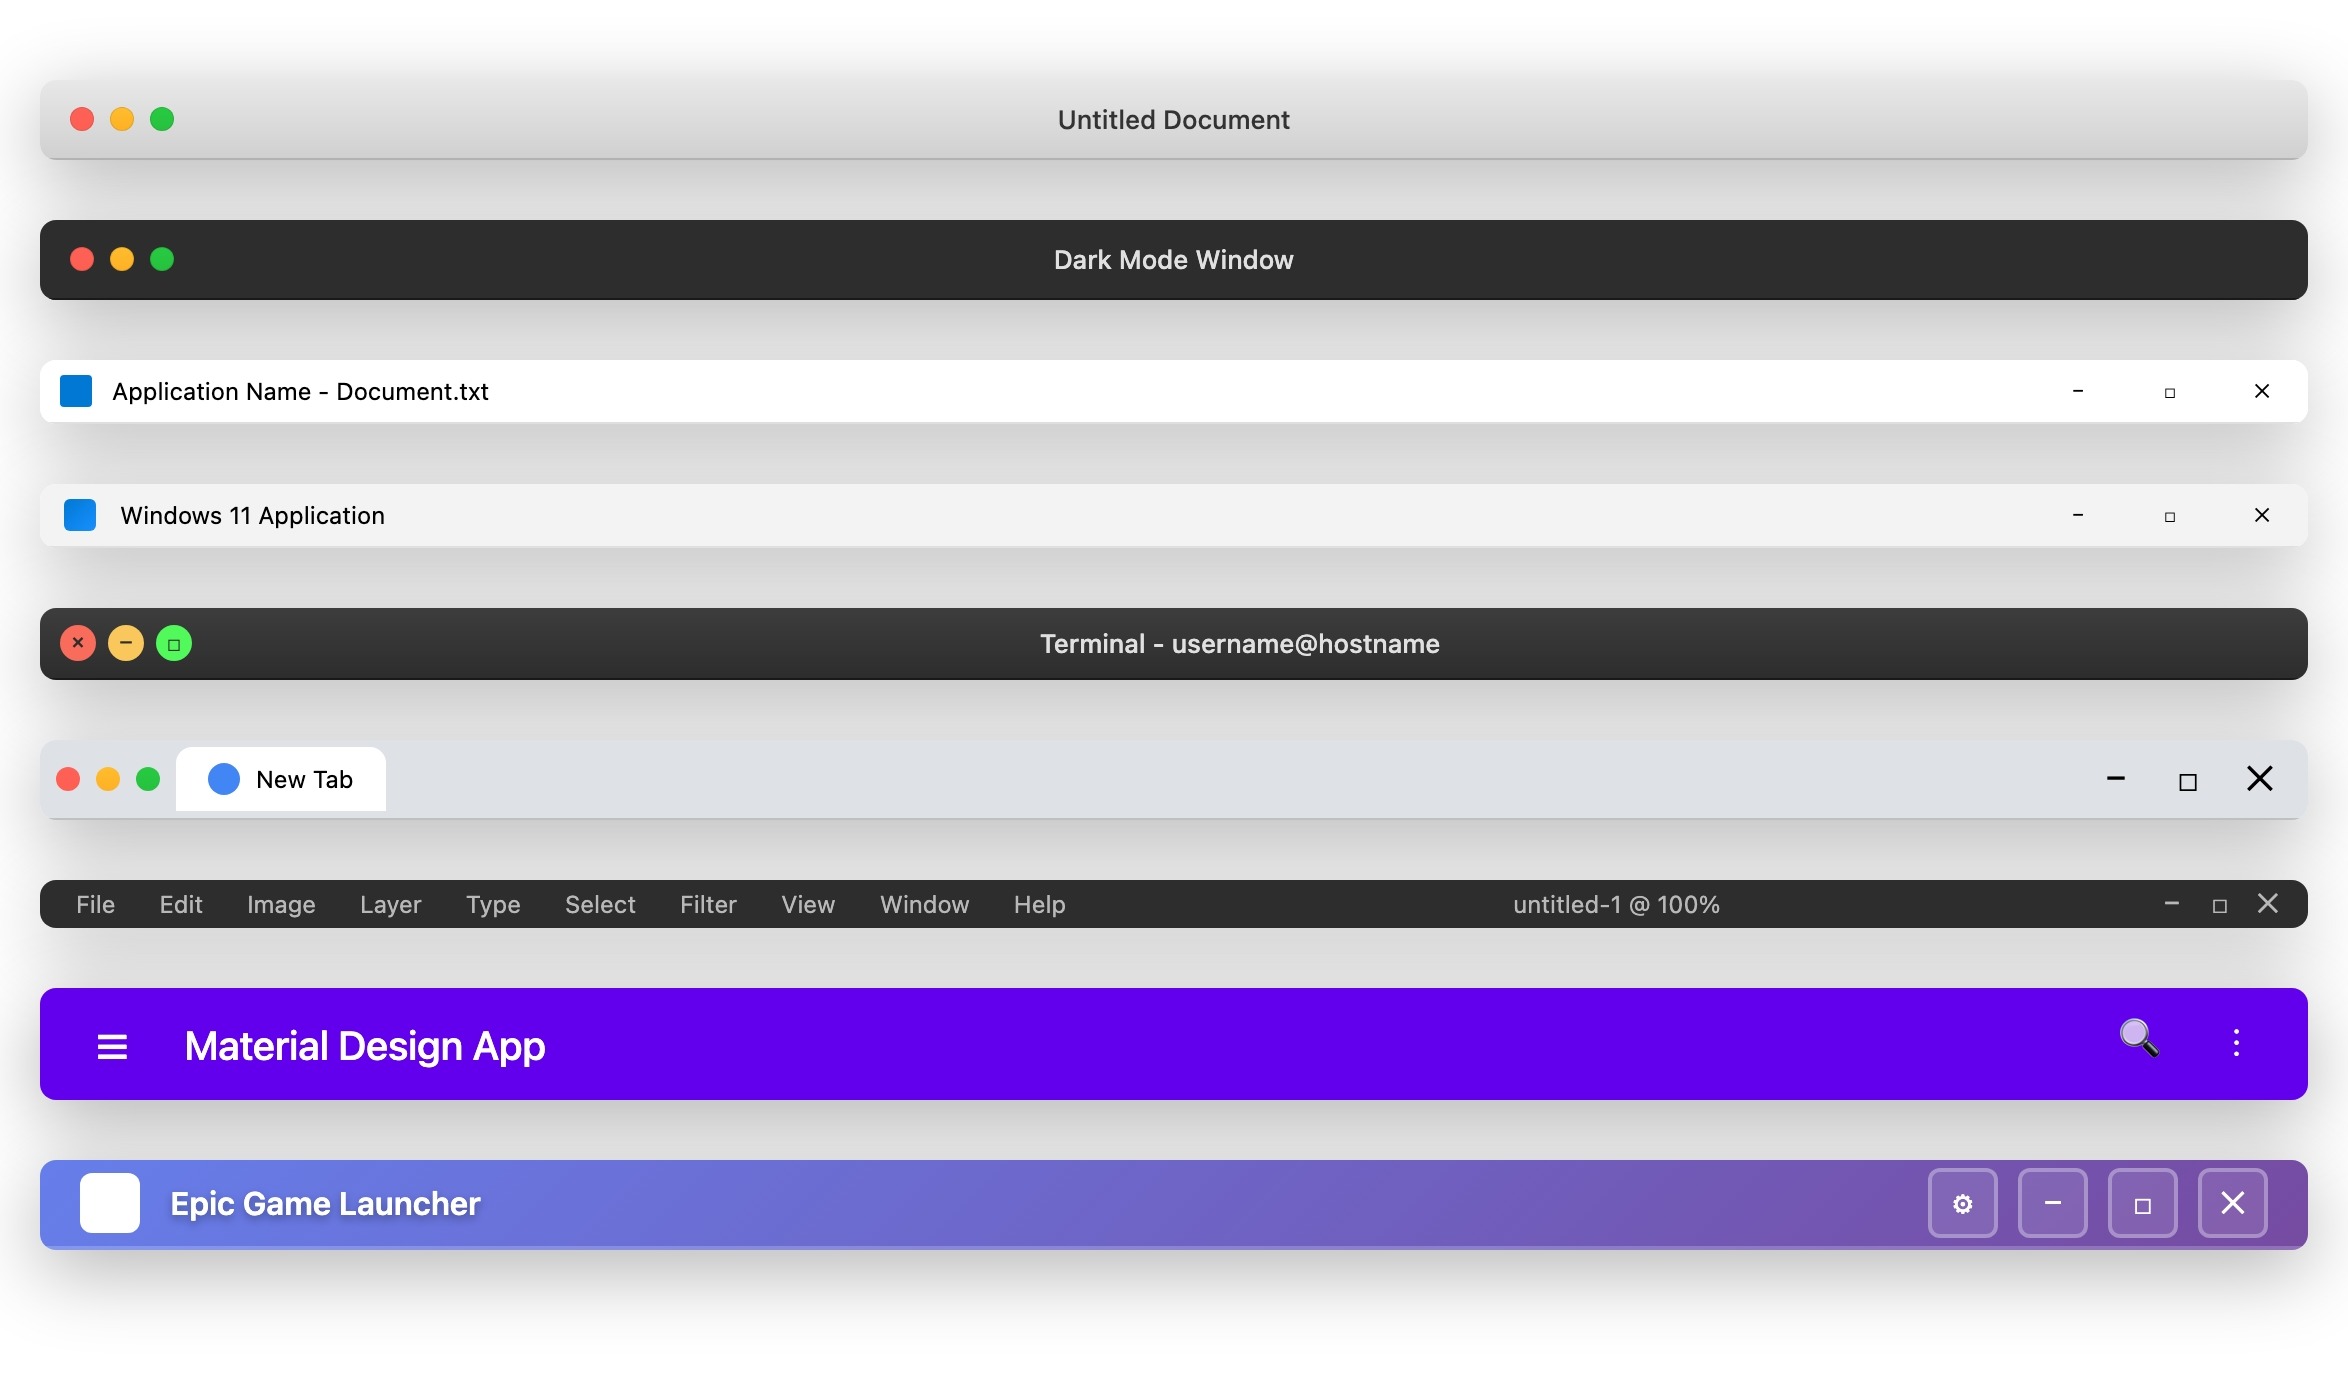 Untitled Document
Dark Mode Window
Application Name - Document.txt
Windows 11 Application
Terminal - username@hostname
New Tab
File Edit Image Layer Type Select Filter View Window Help untitled-1 @ 100%
Material Design App
Epic Game Launcher